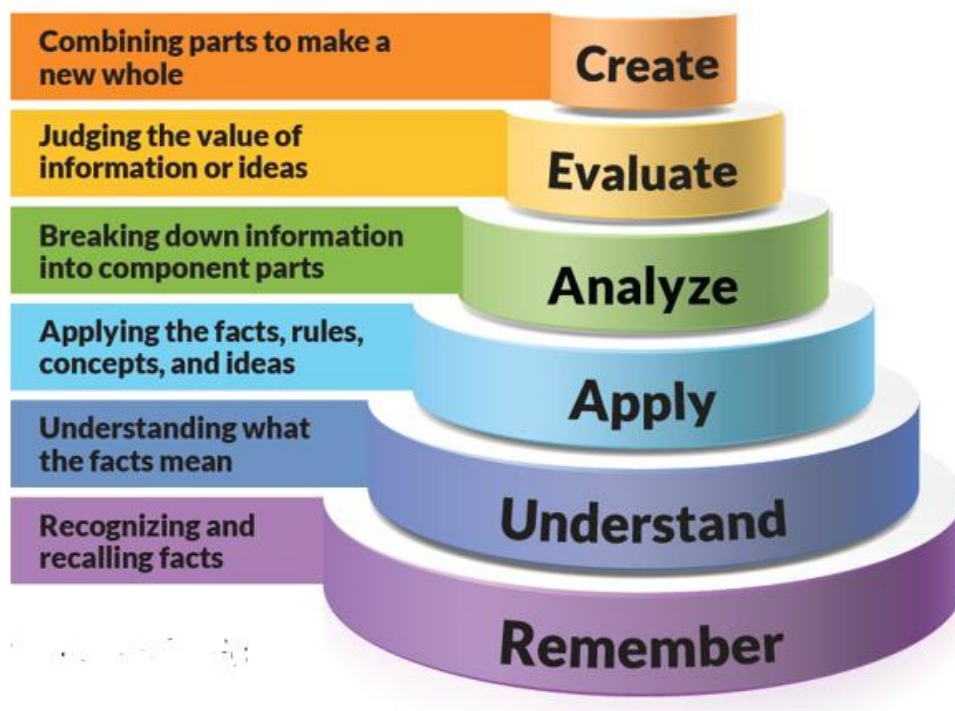 Combining parts to make a
new whole
Create
Judging the value of
information or ideas
Evaluate
Breaking down information
into component parts
Analyze
Applying the facts, rules,
concepts, and ideas
Apply
Understanding what
the facts mean
Understand
Recognizing and
recalling facts
Remember